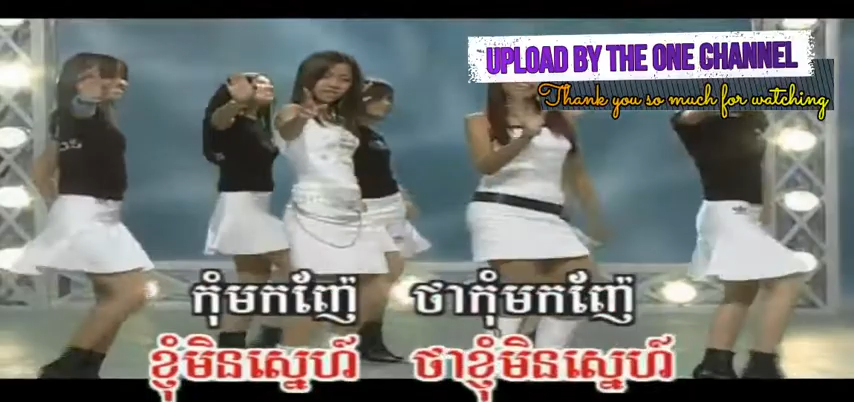 UPLOAD BY THE ONE CHANNEL
Thank you so much for watching
កុំមកញ៉ែ ថាកុំមកញ៉ែ
ខ្ញុំមិនស្នេហ៍ ថាខ្ញុំមិនស្នេហ៍